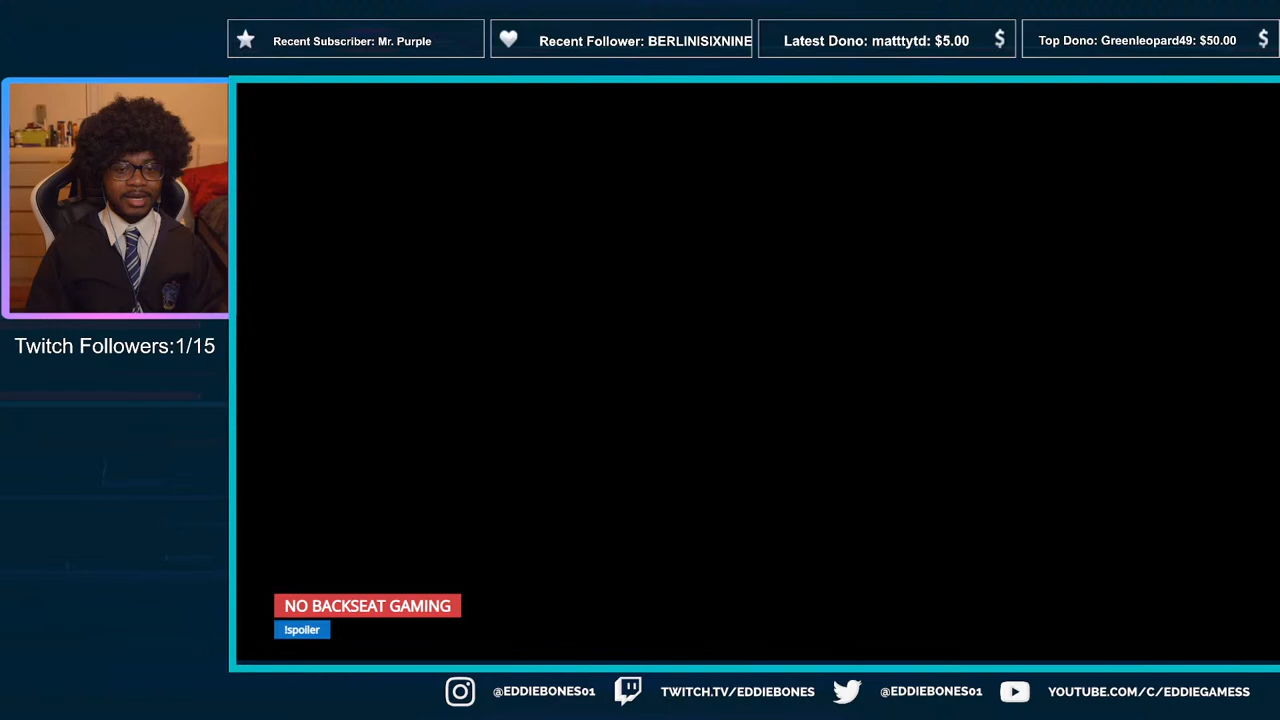 Recent Subscriber: Mr. Purple
Recent Follower: BERLINISIXNINE
Latest Dono: matttytd: $5.00
Top Dono: Greenleopard49: $50.00
Twitch Followers:1/15
NO BACKSEAT GAMING
!spoiler
@EDDIEBONES01
TWITCH.TV/EDDIEBONES
@EDDIEBONES01
YOUTUBE.COM/C/EDDIEGAMESS